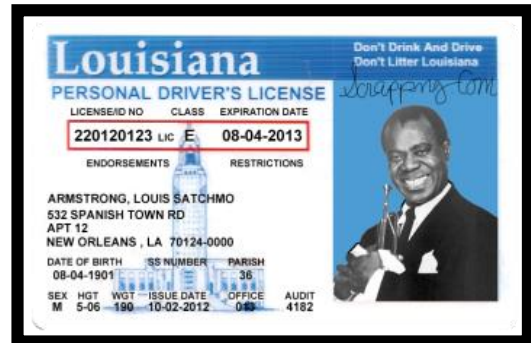 Louisiana
Don't Drink And Drive
Don't Litter Louisiana
PERSONAL DRIVER'S LICENSE
LICENSE/ID NO CLASS EXPIRATION DATE
220120123 LIC E 08-04-2013
ENDORSEMENTS RESTRICTIONS
ARMSTRONG, LOUIS SATCHMO
532 SPANISH TOWN RD
APT 12
NEW ORLEANS , LA 70124-0000
DATE OF BIRTH SS NUMBER PARISH
08-04-1901 36
SEX HGT WGT ISSUE DATE OFFICE AUDIT
M 5-06 190 10-02-2012 4182